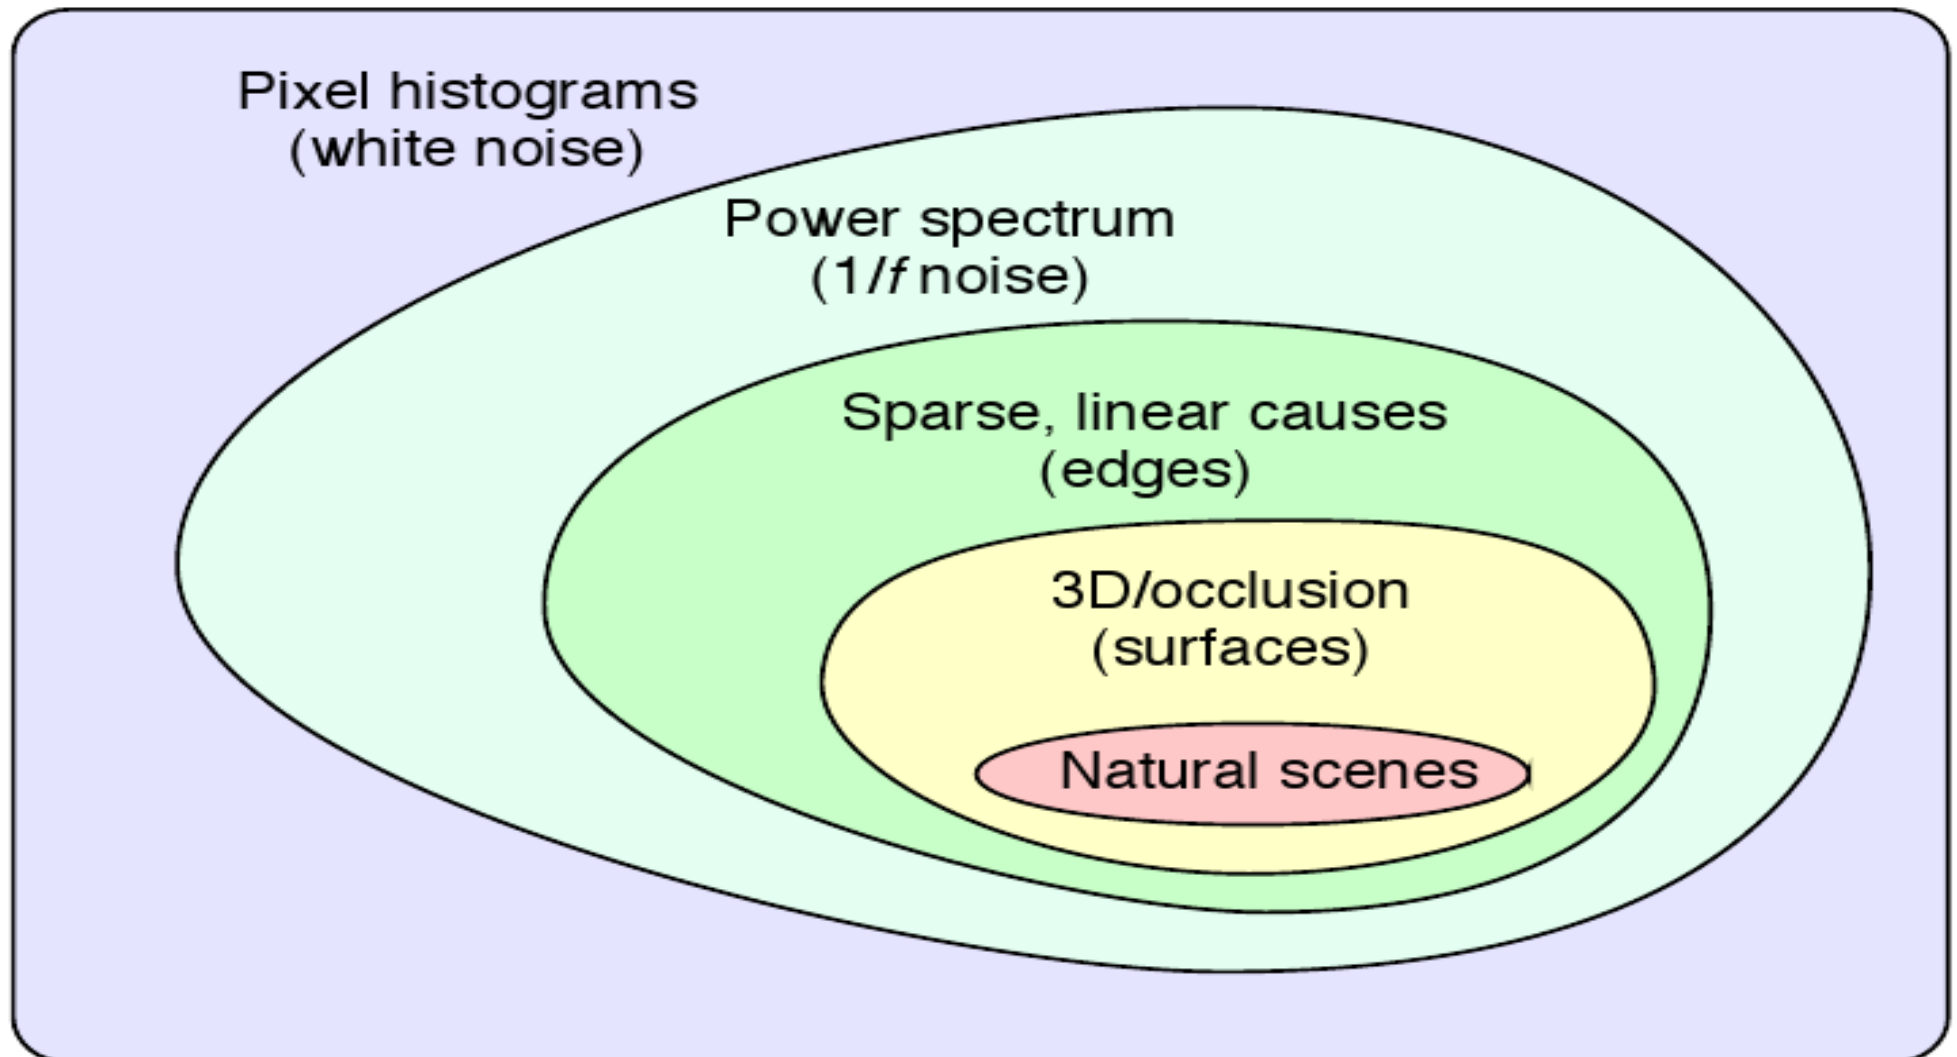 Pixel histograms
(white noise)
Power spectrum
(1/f noise)
Sparse, linear causes
(edges)
3D/occlusion
(surfaces)
Natural scenes